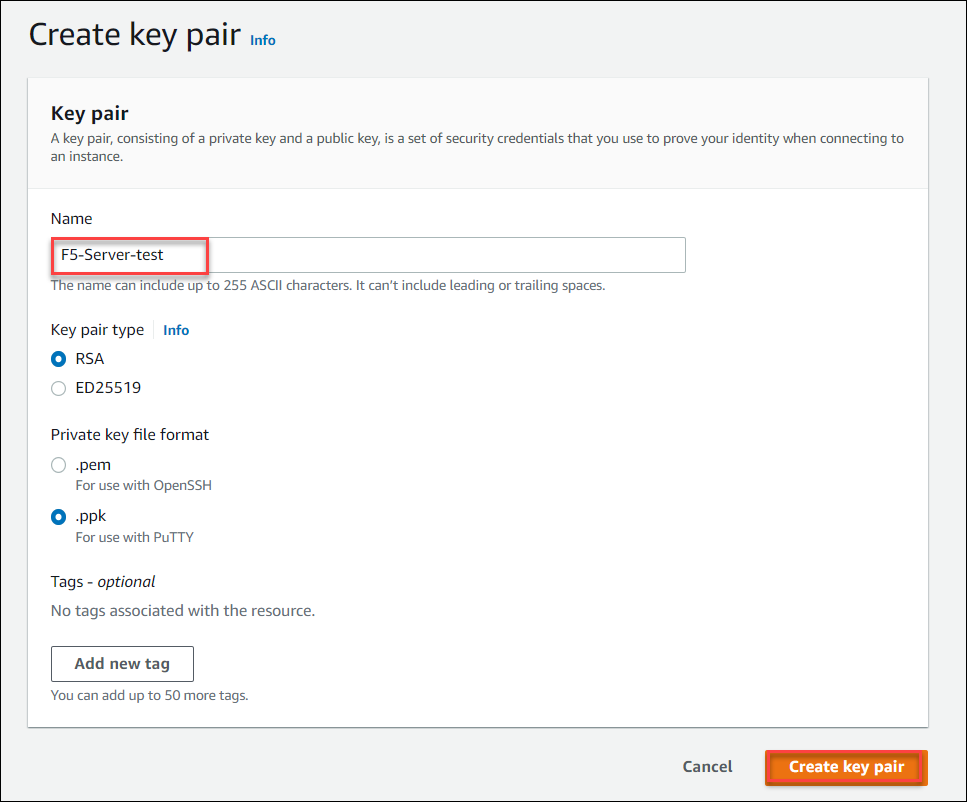 Create key pair Info
Key pair
A key pair, consisting of a private key and a public key, is a set of security credentials that you use to prove your identity when connecting to
an instance.
Name
F5-Server-test
The name can include up to 255 ASCII characters. It can't include leading or trailing spaces.
Key pair type Info
RSA
ED25519
Private key file format
.pem
For use with OpenSSH
.ppk
For use with PuTTY
Tags - optional
No tags associated with the resource.
Add new tag
You can add up to 50 more tags.
Cancel Create key pair